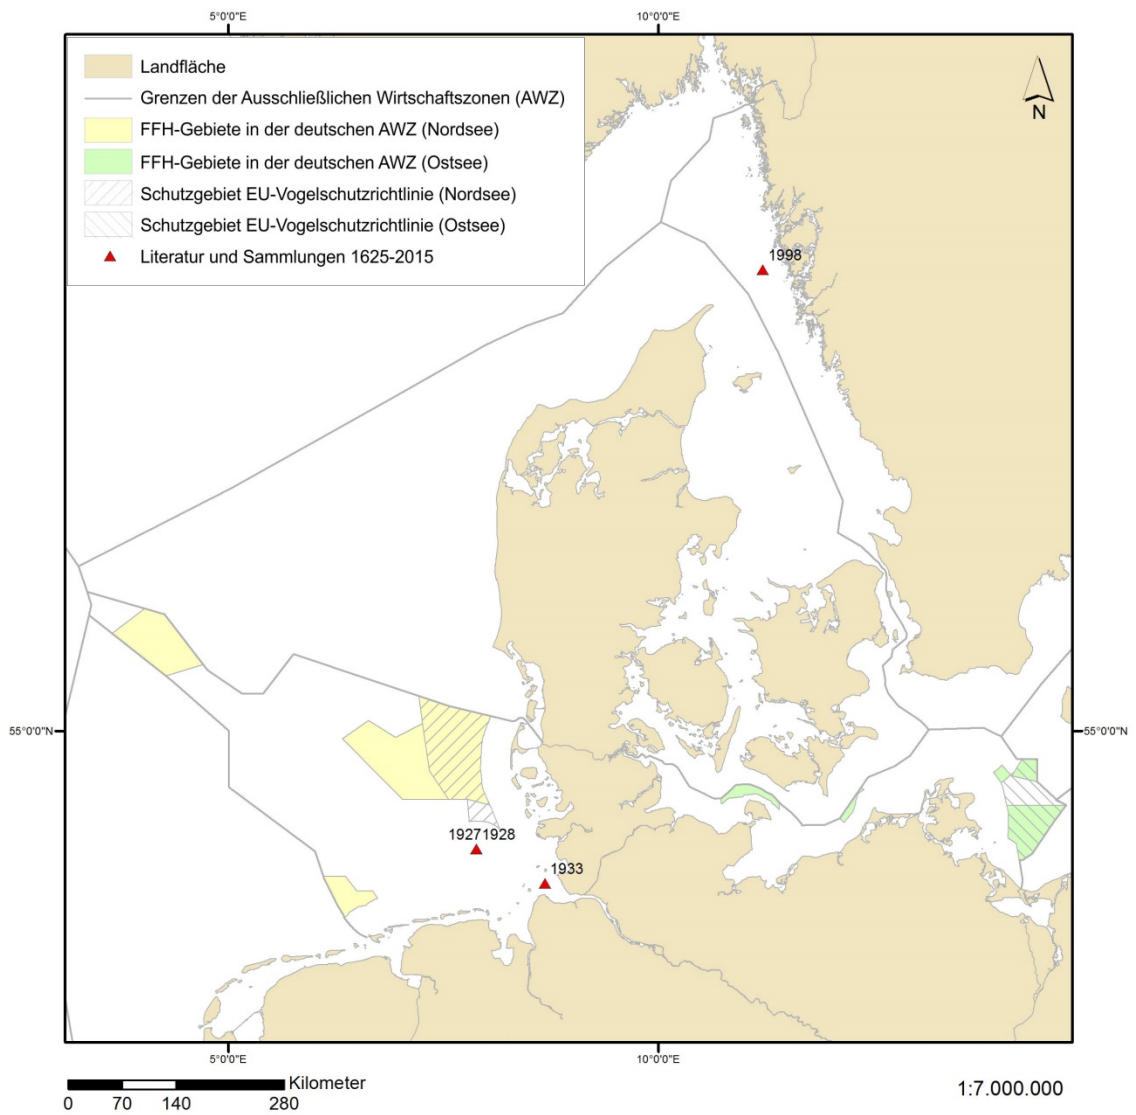 5°0'0"E 10°0'0"E
Landfläche
Grenzen der Ausschließlichen Wirtschaftszonen (AWZ)
FFH-Gebiete in der deutschen AWZ (Nordsee)
FFH-Gebiete in der deutschen AWZ (Ostsee)
Schutzgebiet EU-Vogelschutzrichtlinie (Nordsee)
Schutzgebiet EU-Vogelschutzrichtlinie (Ostsee)
Literatur und Sammlungen 1625-2015
N
1998
55°0'0"N 55°0'0"N
1927 1928
1933
5°0'0"E 10°0'0"E
Kilometer
0 70 140 280
1:7.000.000